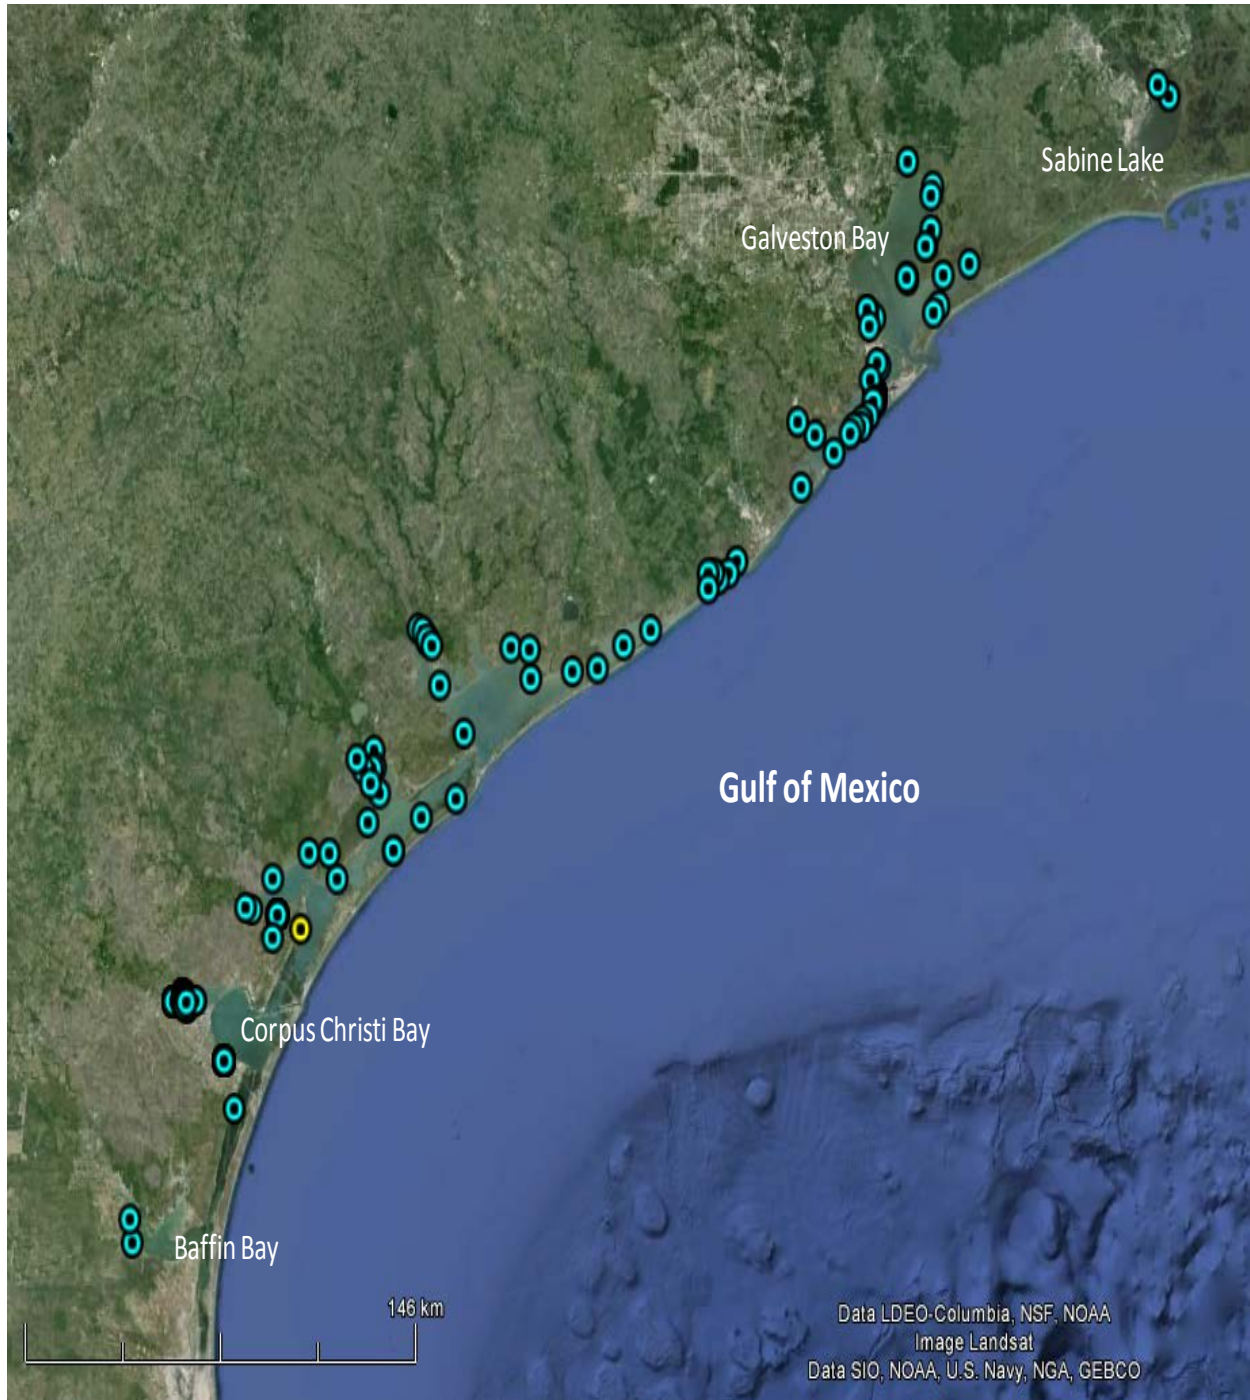 Sabine Lake
Galveston Bay
Gulf of Mexico
Corpus Christi Bay
Baffin Bay
146 km
Data LDEO-Columbia, NSF, NOAA
Image Landsat
Data SIO, NOAA, U.S. Navy, NGA, GEBCO